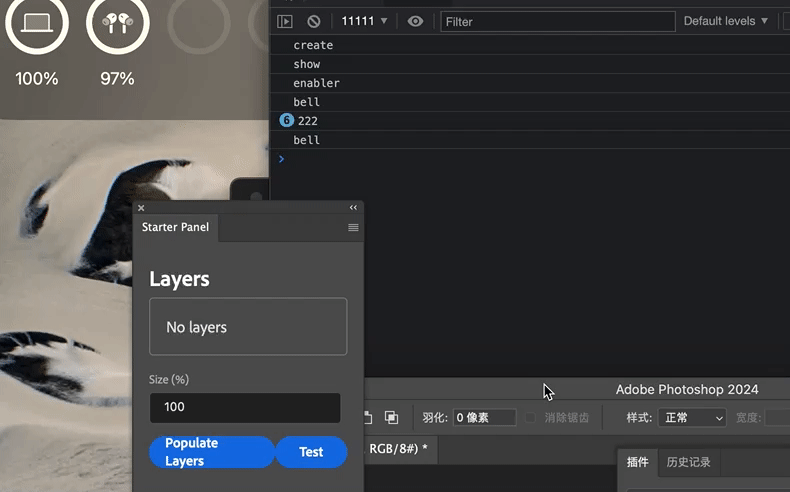 100%
97%
11111
Filter
Default levels
create
show
enabler
bell
6 222
bell
Starter Panel
Layers
No layers
Size (%)
100
Populate
Layers
Test
Adobe Photoshop 2024
羽化: 0 像素
消除锯齿
样式: 正常
宽度:
RGB/8#) *
插件
历史记录